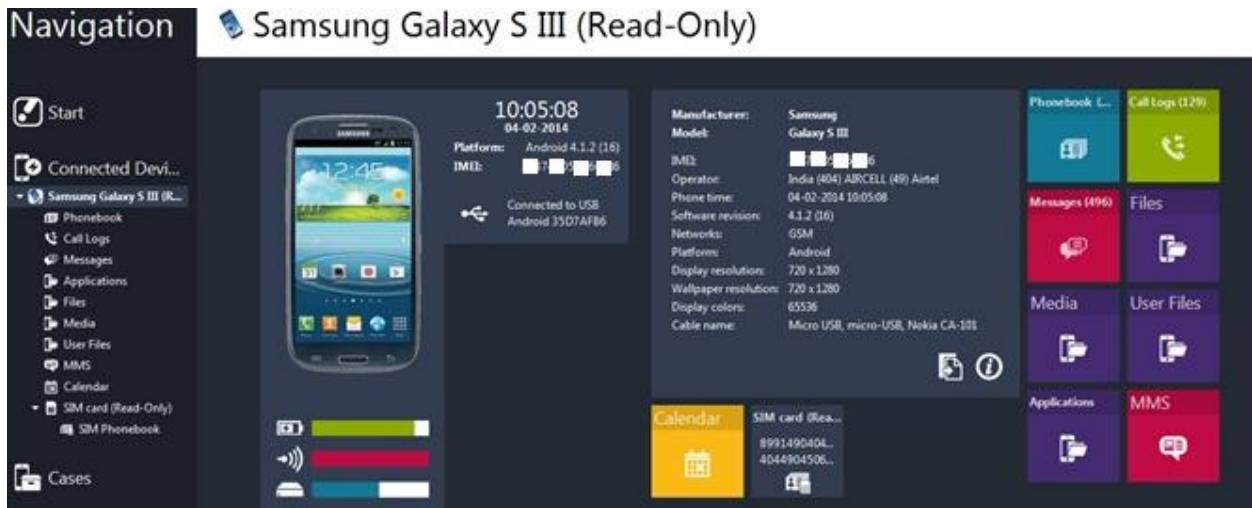 Navigation
Samsung Galaxy S III (Read-Only)
Start
Connected Devi...
Samsung Galaxy S III (R...
Phonebook
Call Logs
Messages
Applications
Files
Media
User Files
MMS
Calendar
SIM card (Read-Only)
SIM Phonebook
Cases
SAMSUNG
12:45
10:05:08
04-02-2014
Platform: Android 4.1.2 (16)
IMEI:
Connected to USB
Android 35D7AFB6
Manufacturer: Samsung
Model: Galaxy S III
IMEI:
Operator: India (404) AIRCELL (49) Airtel
Phone time: 04-02-2014 10:05:08
Software revision: 4.1.2 (16)
Networks: GSM
Platform: Android
Display resolution: 720 x 1280
Wallpaper resolution: 720 x 1280
Display colors: 65536
Cable name: Micro USB, micro-USB, Nokia CA-101
Calendar
SIM card (Rea...
8991490404...
4044904506...
Phonebook (...
Call Logs (129)
Messages (496)
Files
Media
User Files
Applications
MMS